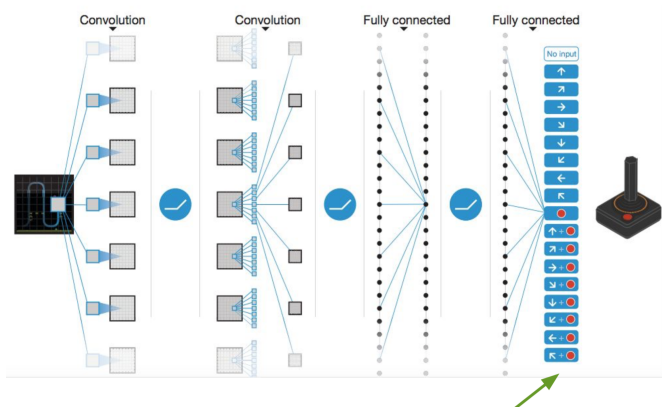 Convolution
Convolution
Fully connected
Fully connected
No input
+
+
+
+
+
+
+
+